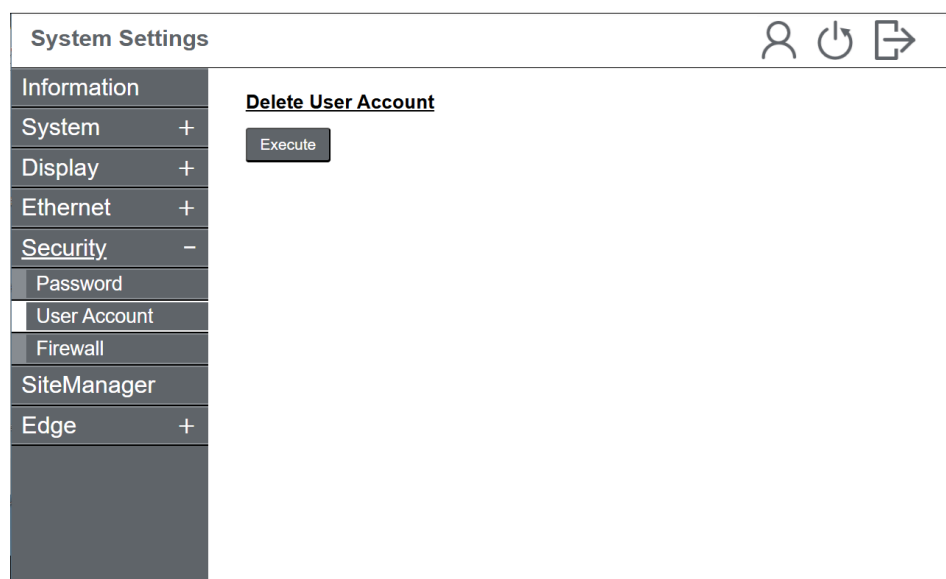 System Settings
Information
System +
Display +
Ethernet +
Security -
Password
User Account
Firewall
SiteManager
Edge +
Delete User Account
Execute